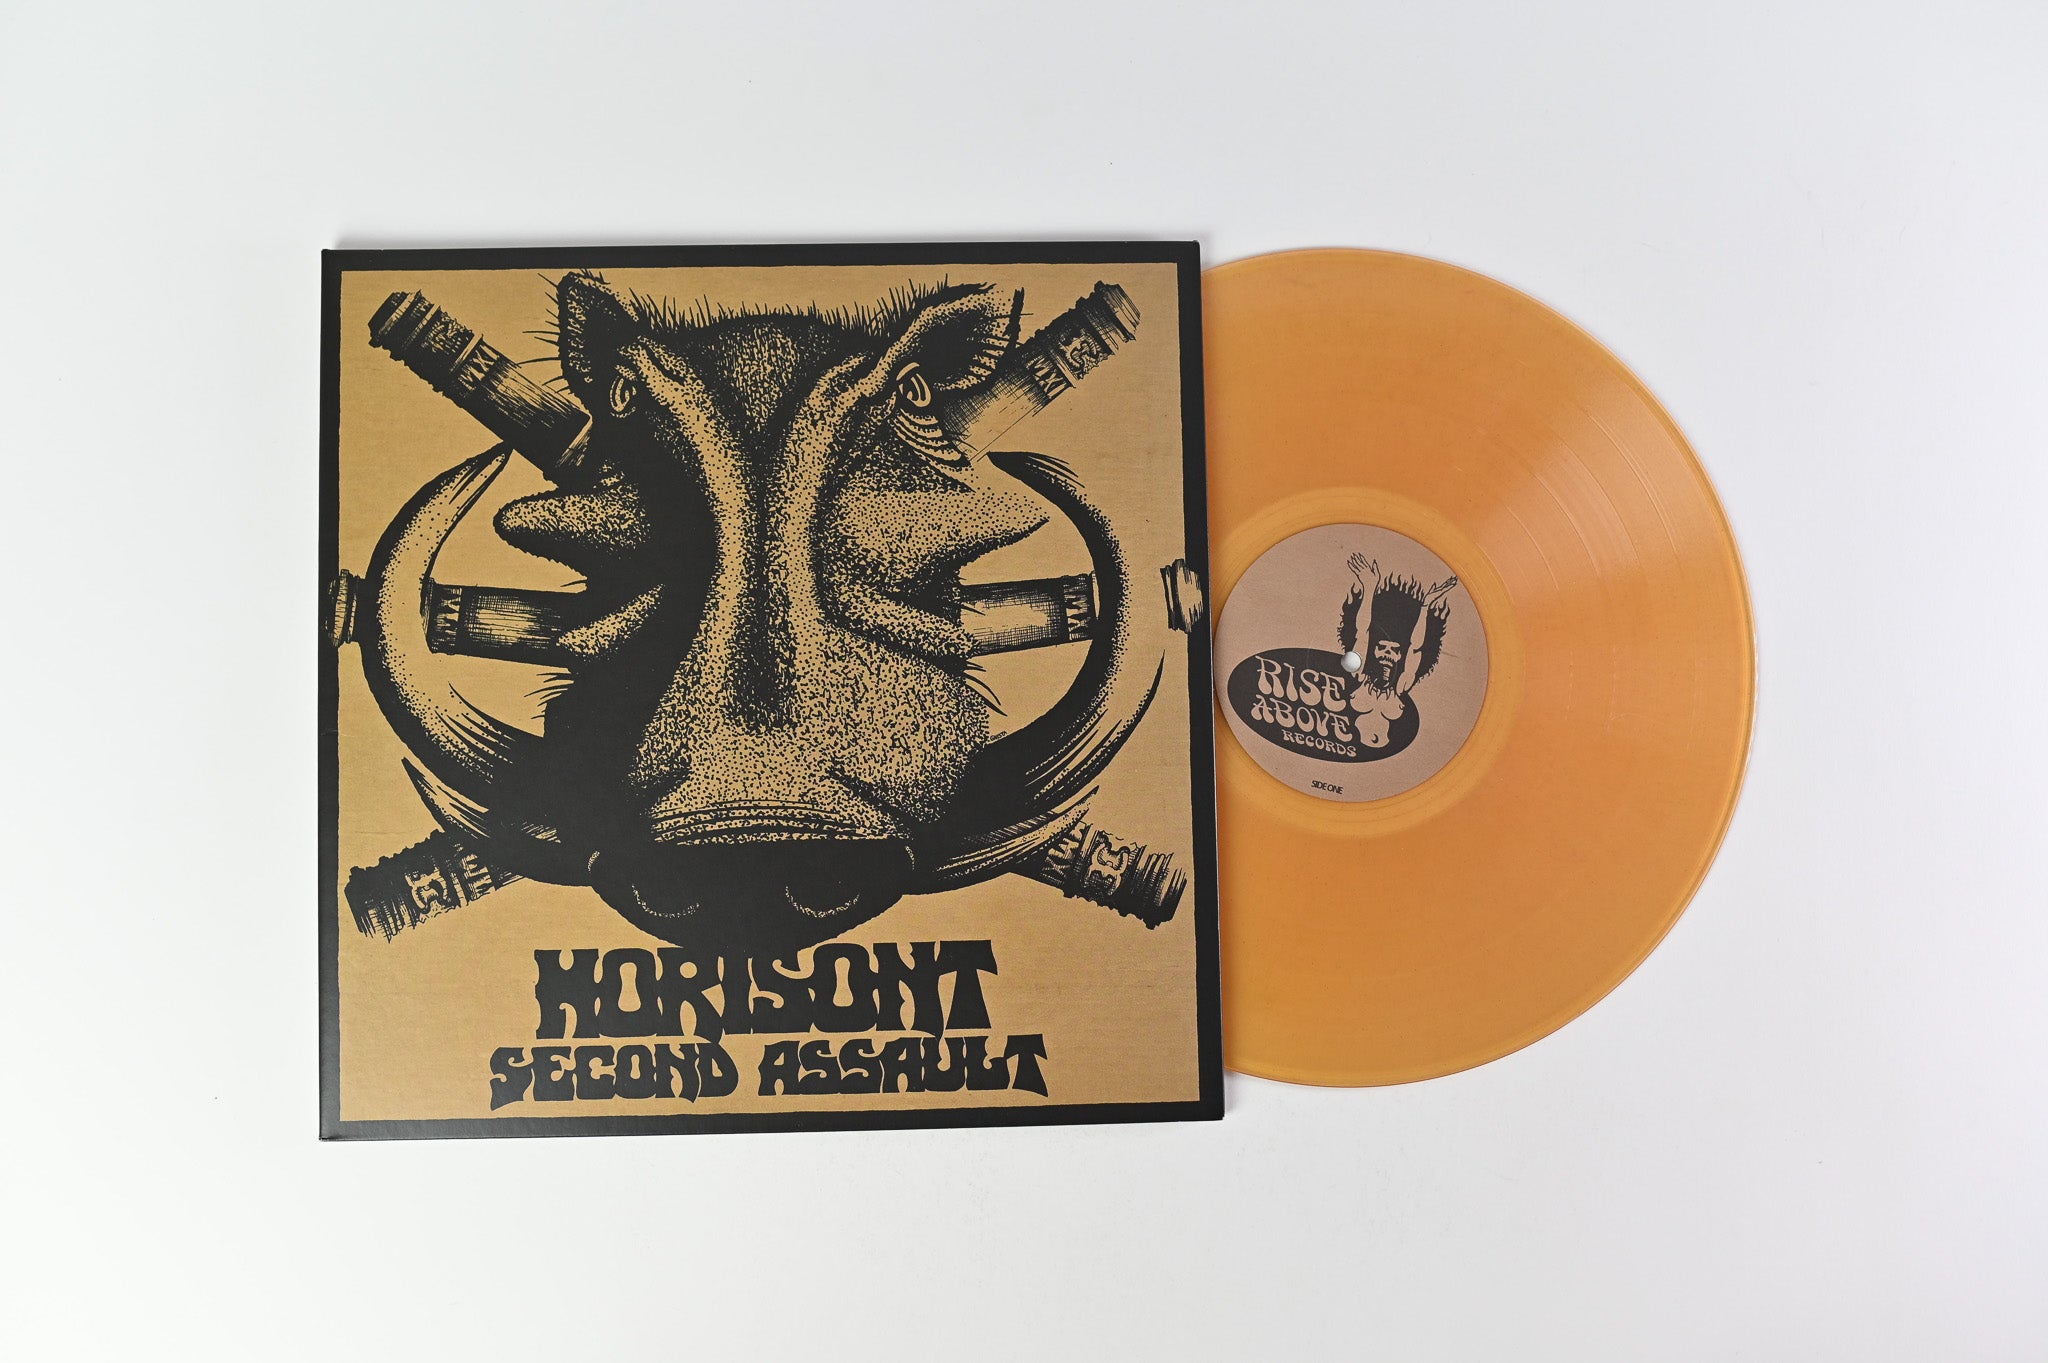 HORISONT
SECOND ASSAULT
RISE
ABOVE
RECORDS
SIDE ONE